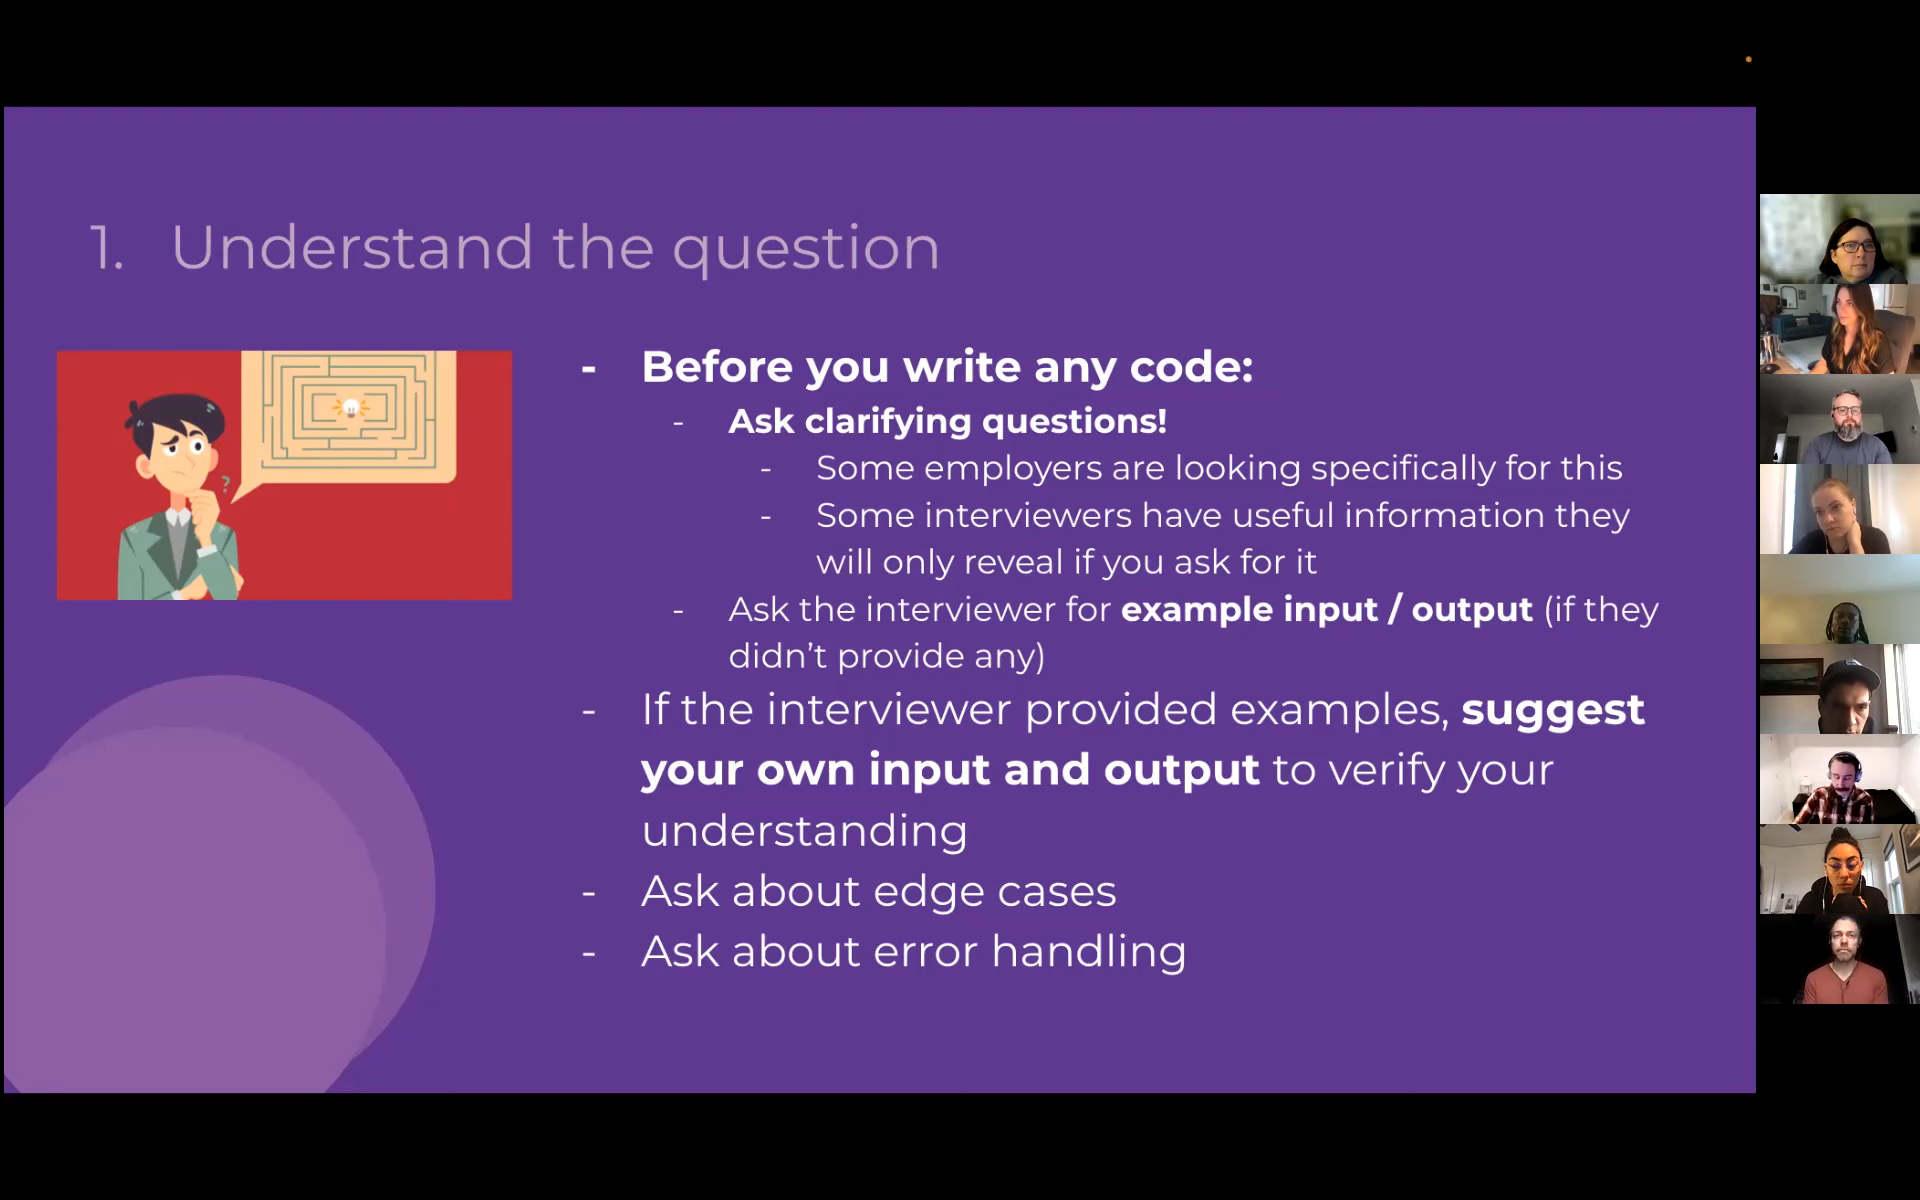 1. Understand the question
- Before you write any code:
- Ask clarifying questions!
- Some employers are looking specifically for this
- Some interviewers have useful information they
will only reveal if you ask for it
- Ask the interviewer for example input / output (if they
didn’t provide any)
- If the interviewer provided examples, suggest
your own input and output to verify your
understanding
- Ask about edge cases
- Ask about error handling
?